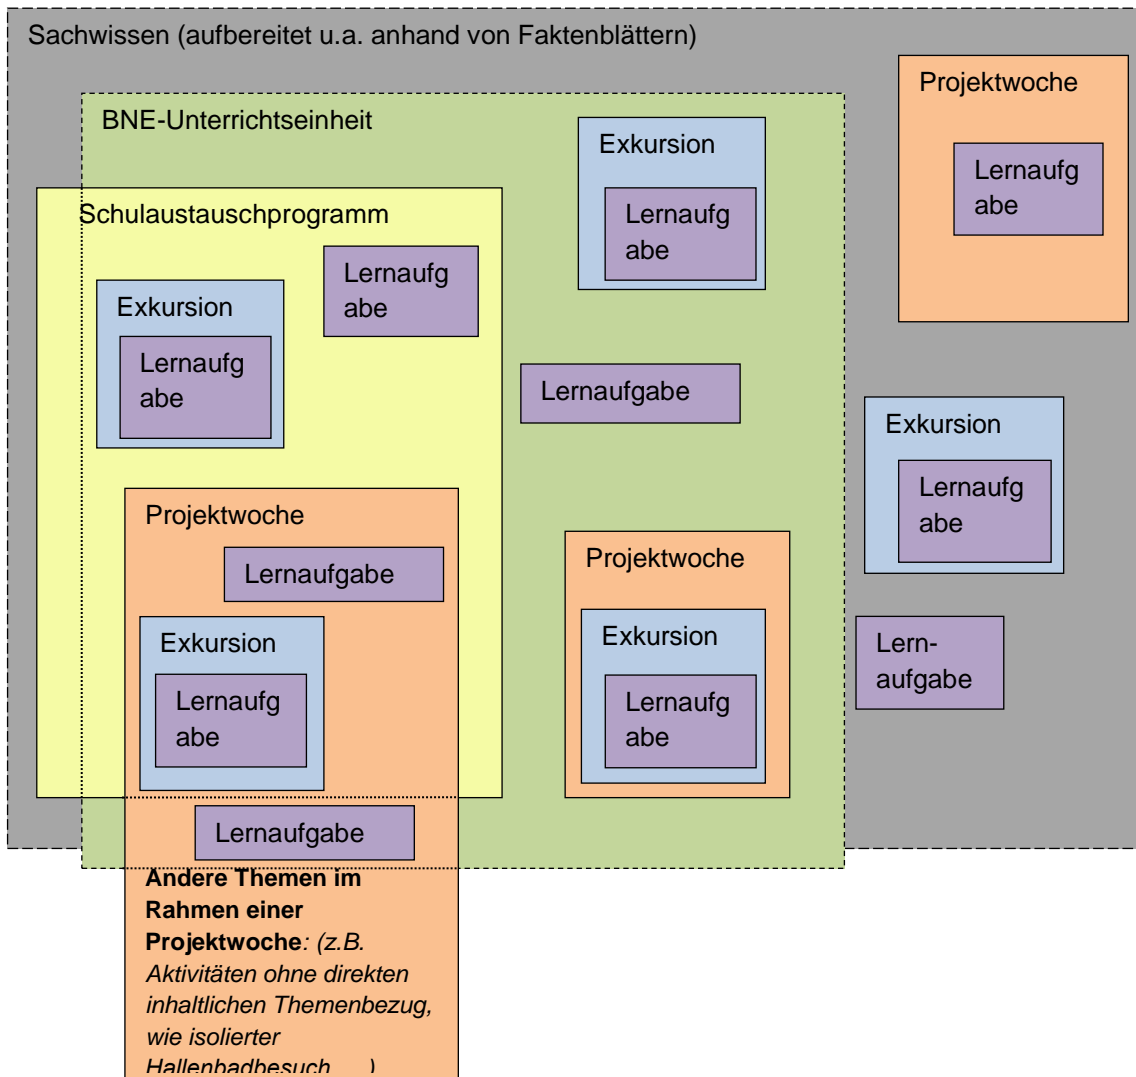 Sachwissen (aufbereitet u.a. anhand von Faktenblättern)
Projektwoche
Lernaufg
abe
BNE-Unterrichtseinheit
Exkursion
Lernaufg
abe
Schulaustauschprogramm
Lernaufg
abe
Exkursion
Lernaufg
abe
Lernaufgabe
Exkursion
Lernaufg
abe
Projektwoche
Lernaufgabe
Exkursion
Lernaufg
abe
Projektwoche
Exkursion
Lernaufg
abe
Lern-
aufgabe
Lernaufgabe
Andere Themen im
Rahmen einer
Projektwoche: (z.B.
Aktivitäten ohne direkten
inhaltlichen Themenbezug,
wie isolierter
Hallenbadbesuch, …)